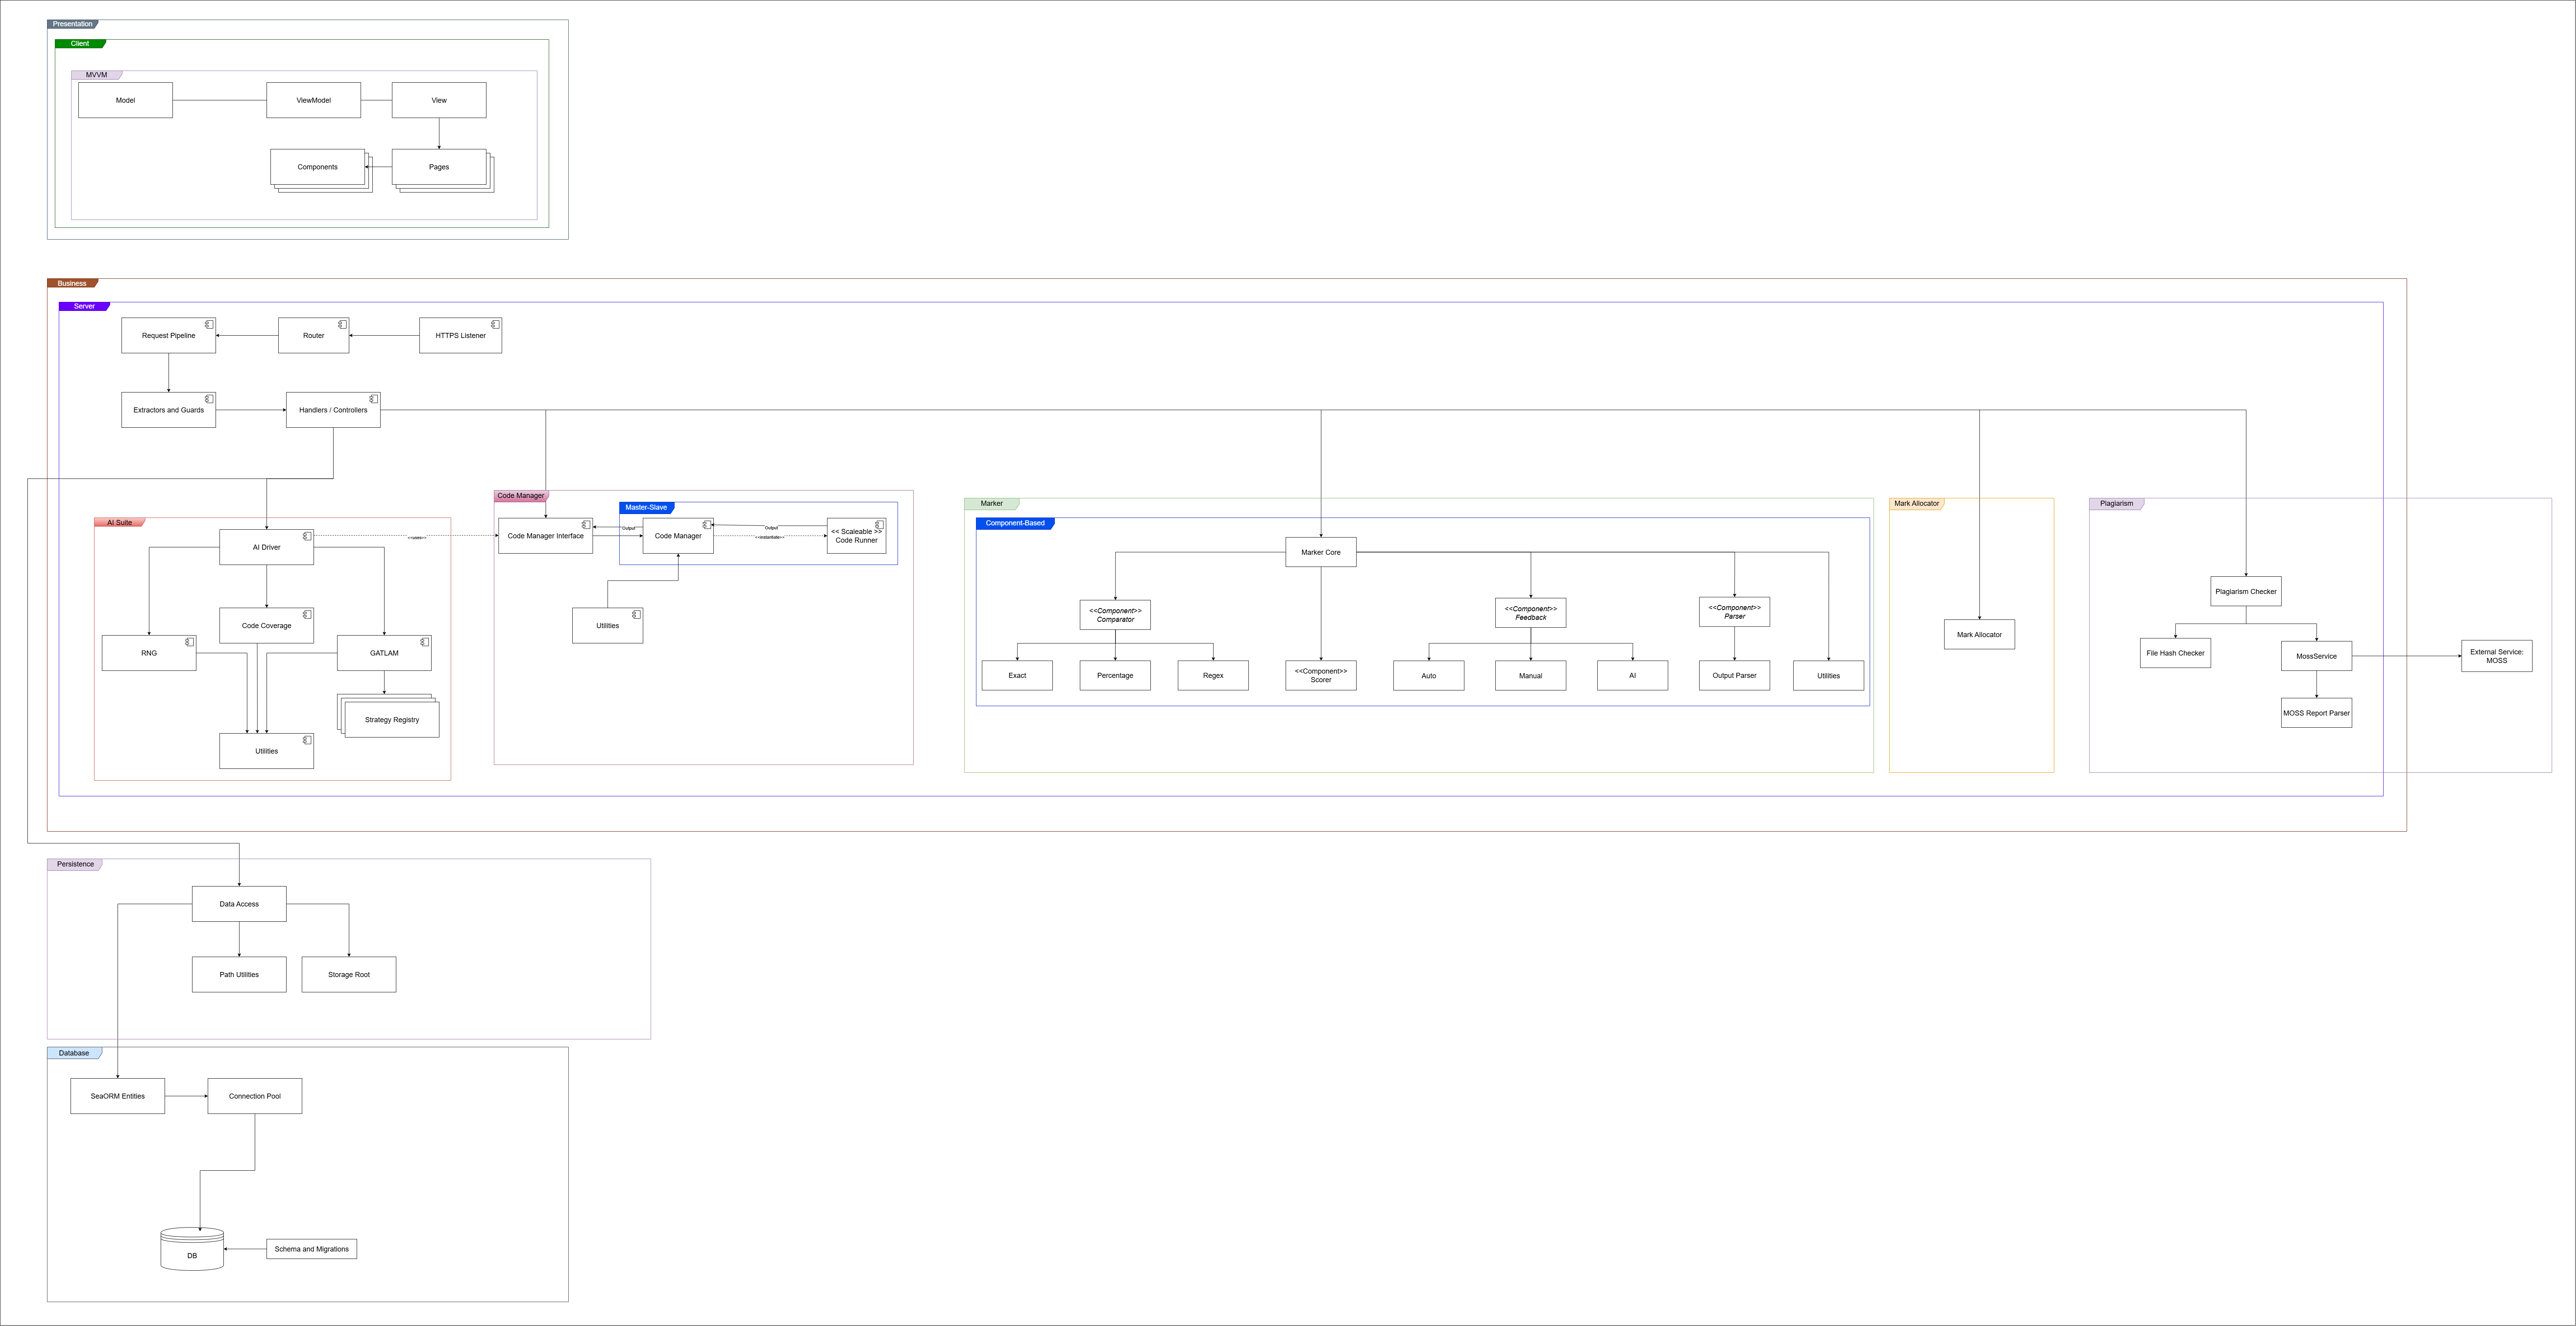 Presentation
Client
MVVM
Model
ViewModel
View
Components
Pages
Business
Server
Request Pipeline
Router
HTTPS Listener
Extractors and Guards
Handlers / Controllers
AI Suite
AI Driver
<<uses>>
Code Coverage
RNG
GATLAM
Strategy Registry
Utilities
Code Manager
Master-Slave
Code Manager Interface
Output
Code Manager
Output
<<instantiate>>
<< Scaleable >>
Code Runner
Utilities
Marker
Component-Based
Marker Core
<<Component>>
Comparator
<<Component>>
Feedback
<<Component>>
Parser
Exact
Percentage
Regex
<<Component>>
Scorer
Auto
Manual
AI
Output Parser
Utilities
Mark Allocator
Mark Allocator
Plagiarism
Plagiarism Checker
File Hash Checker
MossService
External Service:
MOSS
MOSS Report Parser
Persistence
Data Access
Path Utilities
Storage Root
Database
SeaORM Entities
Connection Pool
DB
Schema and Migrations